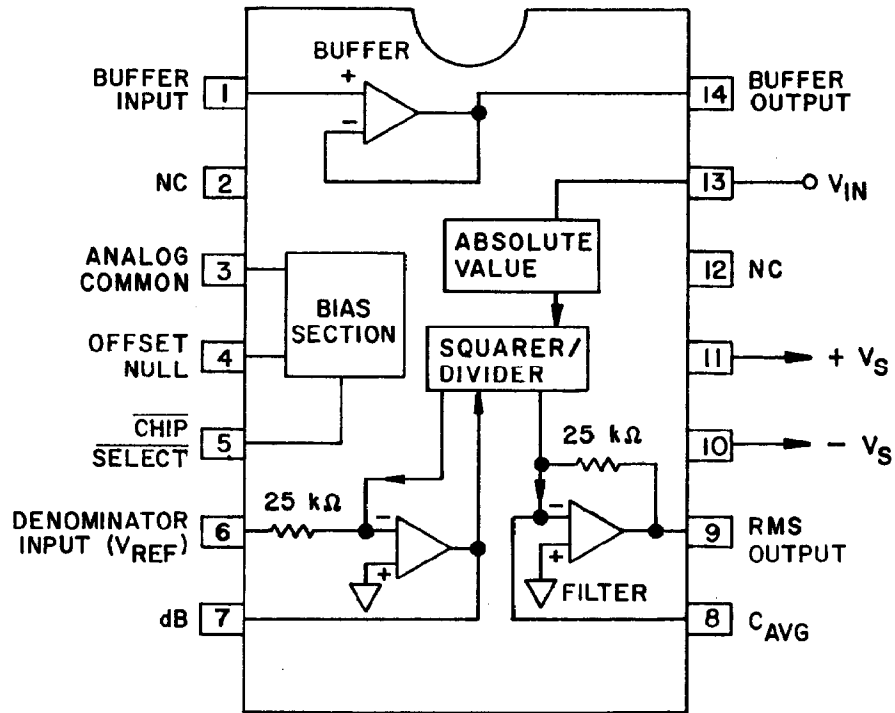 BUFFER
BUFFER
INPUT
1
+
-
14
BUFFER
OUTPUT
NC
2
13
V_IN
ANALOG
COMMON
3
BIAS
SECTION
ABSOLUTE
VALUE
12
NC
OFFSET
NULL
4
SQUARER/
DIVIDER
11
+ V_S
CHIP
SELECT
5
10
- V_S
25 kΩ
DENOMINATOR
INPUT (V_REF)
6
25 kΩ
-
+
-
+
9
RMS
OUTPUT
FILTER
dB
7
8
C_AVG